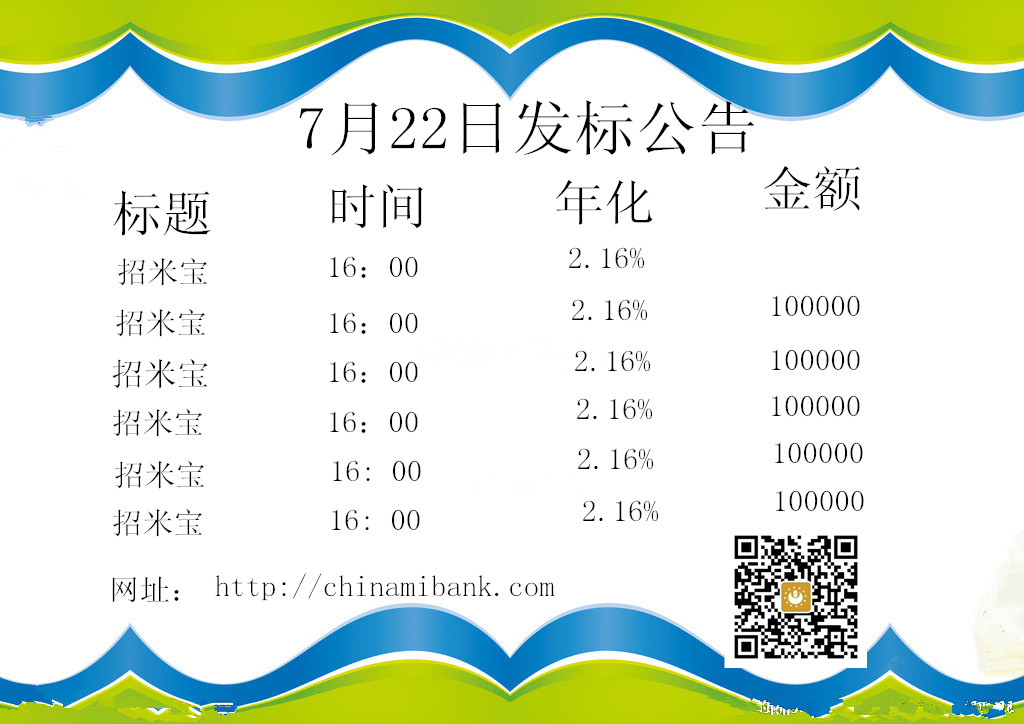 7月22日发标公告
标题 时间 年化 金额
招米宝 16：00 2.16%
招米宝 16：00 2.16% 100000
招米宝 16：00 2.16% 100000
招米宝 16：00 2.16% 100000
招米宝 16: 00 2.16% 100000
招米宝 16: 00 2.16% 100000
网址： http://chinamibank.com